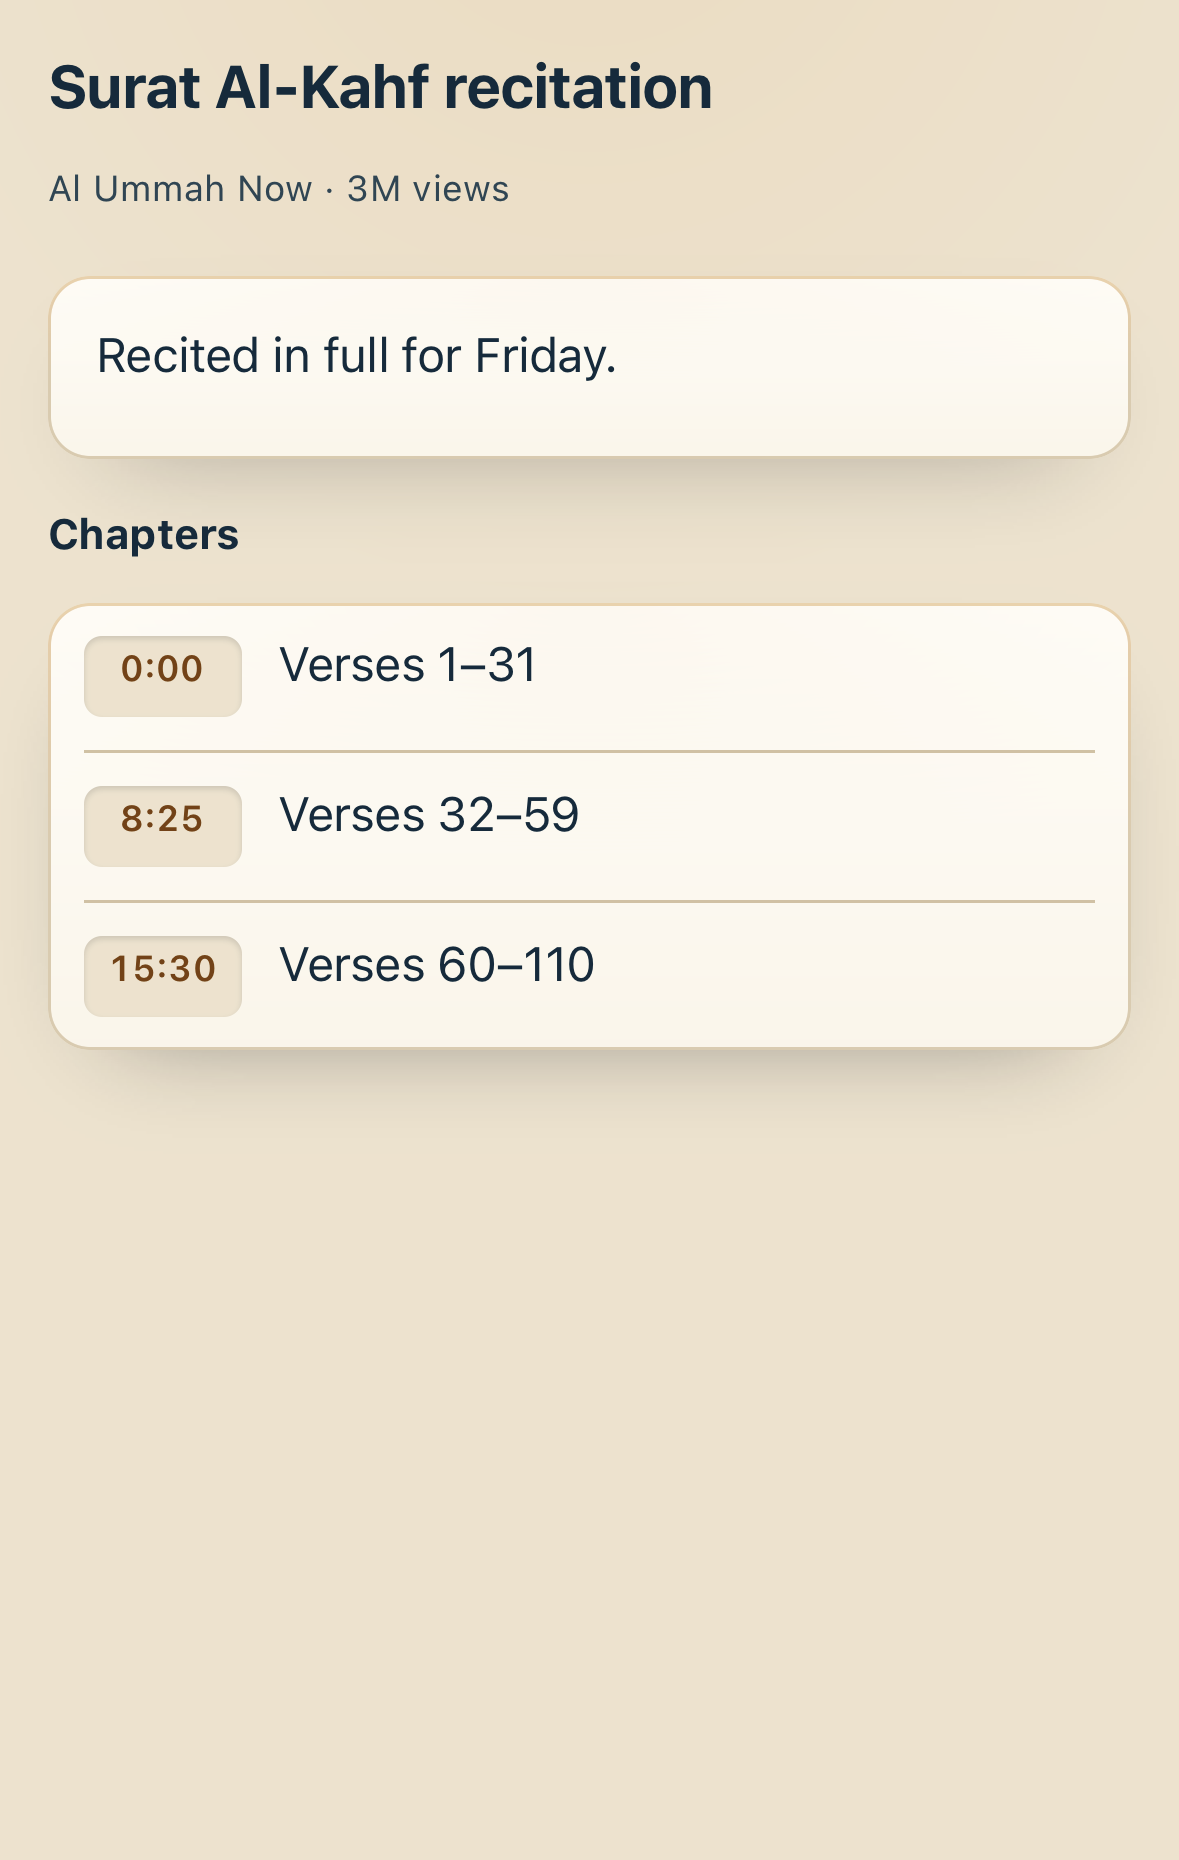 Surat Al-Kahf recitation
Al Ummah Now · 3M views
Recited in full for Friday.
Chapters
0:00 Verses 1–31
8:25 Verses 32–59
15:30 Verses 60–110